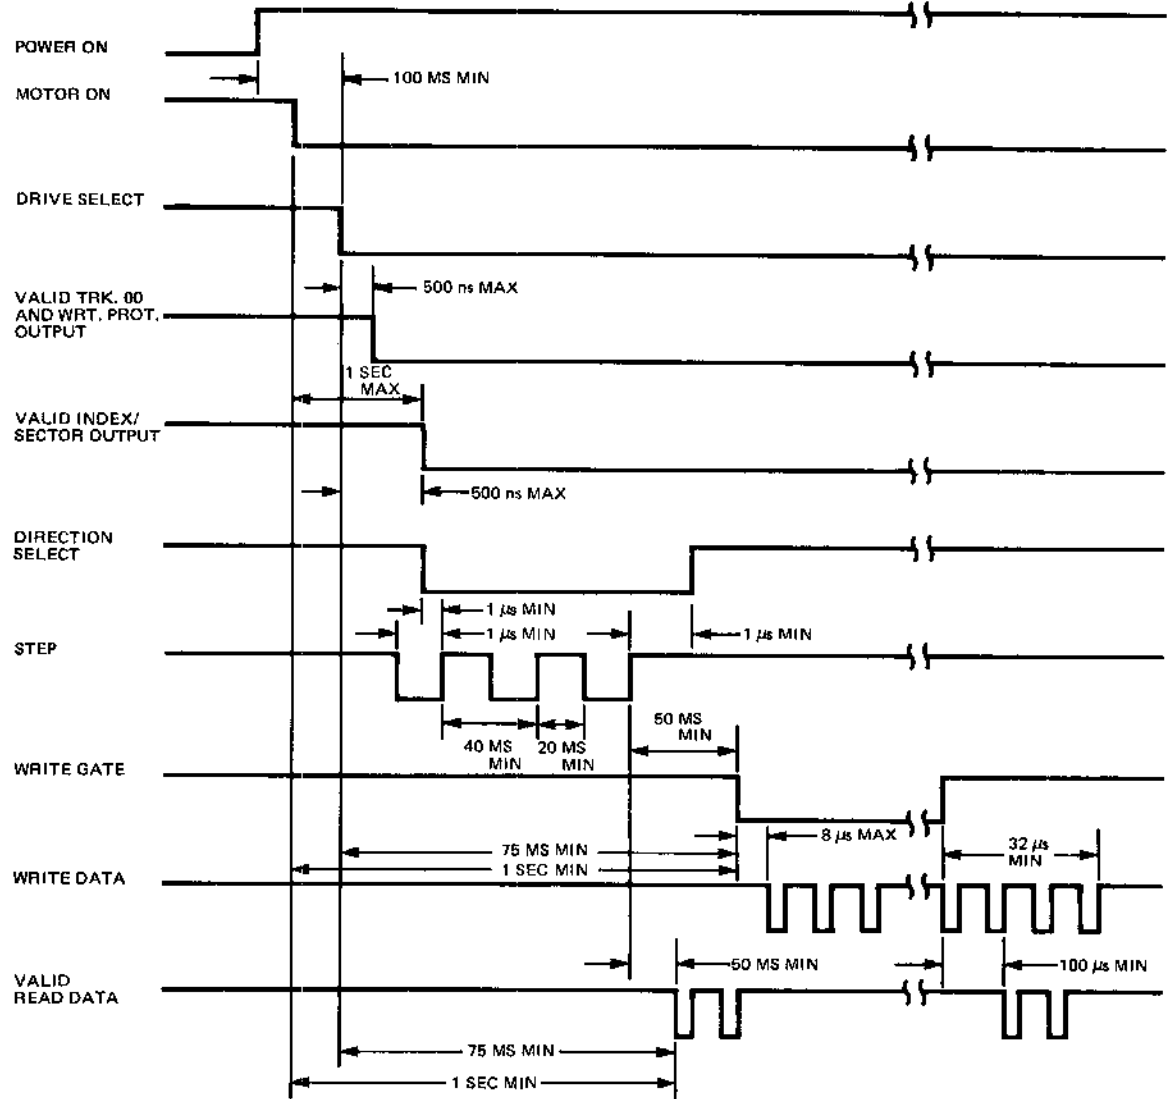 POWER ON
100 MS MIN
MOTOR ON
DRIVE SELECT
500 ns MAX
VALID TRK. 00
AND WRT. PROT.
OUTPUT
1 SEC
MAX
VALID INDEX/
SECTOR OUTPUT
500 ns MAX
DIRECTION
SELECT
1 μs MIN
1 μs MIN
1 μs MIN
STEP
50 MS
MIN
40 MS
MIN
20 MS
MIN
WRITE GATE
8 μs MAX
32 μs
MIN
75 MS MIN
1 SEC MIN
WRITE DATA
50 MS MIN
100 μs MIN
VALID
READ DATA
75 MS MIN
1 SEC MIN